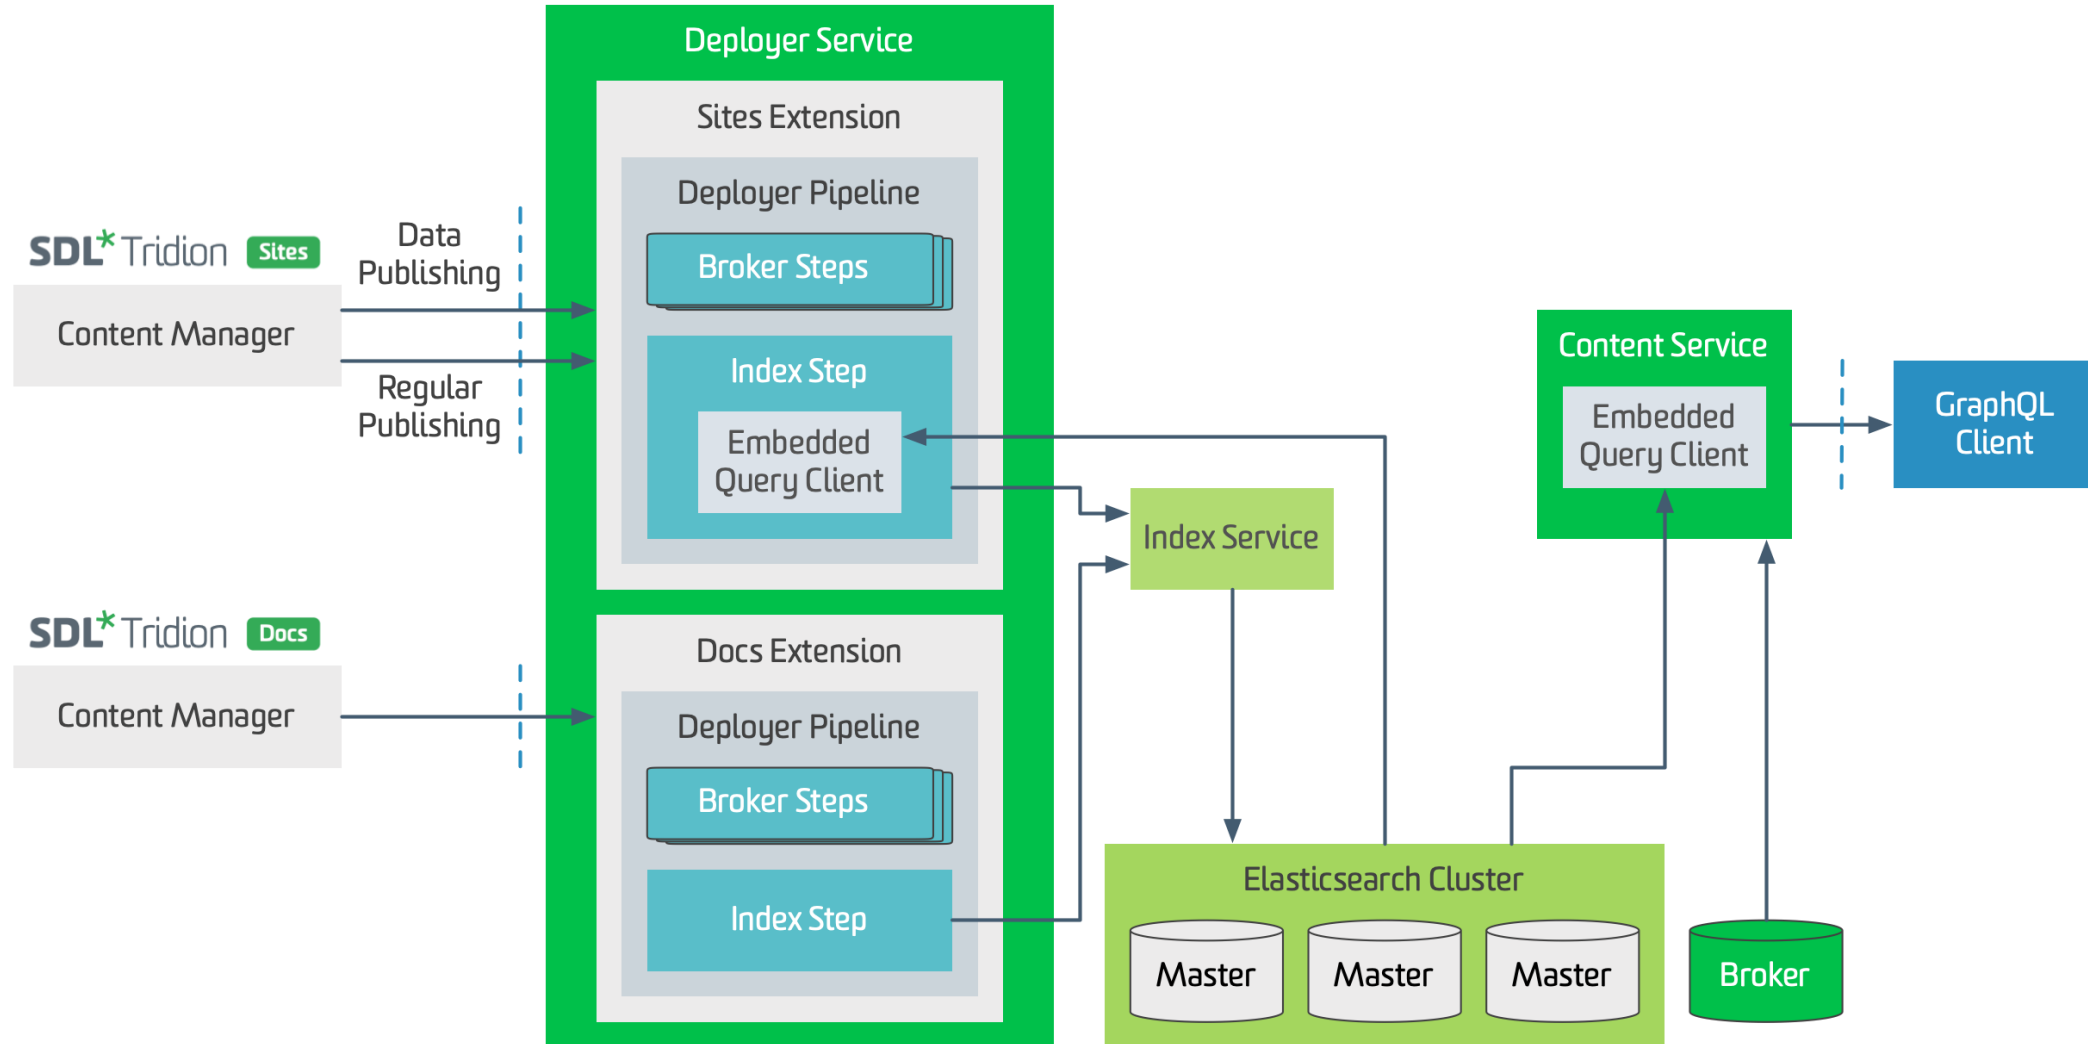 Deployer Service
Sites Extension
Deployer Pipeline
Broker Steps
Index Step
Embedded
Query Client
SDL* Tridion Sites
Content Manager
Data
Publishing
Regular
Publishing
SDL* Tridion Docs
Content Manager
Docs Extension
Deployer Pipeline
Broker Steps
Index Step
Index Service
Elasticsearch Cluster
Master
Master
Master
Broker
Content Service
Embedded
Query Client
GraphQL
Client